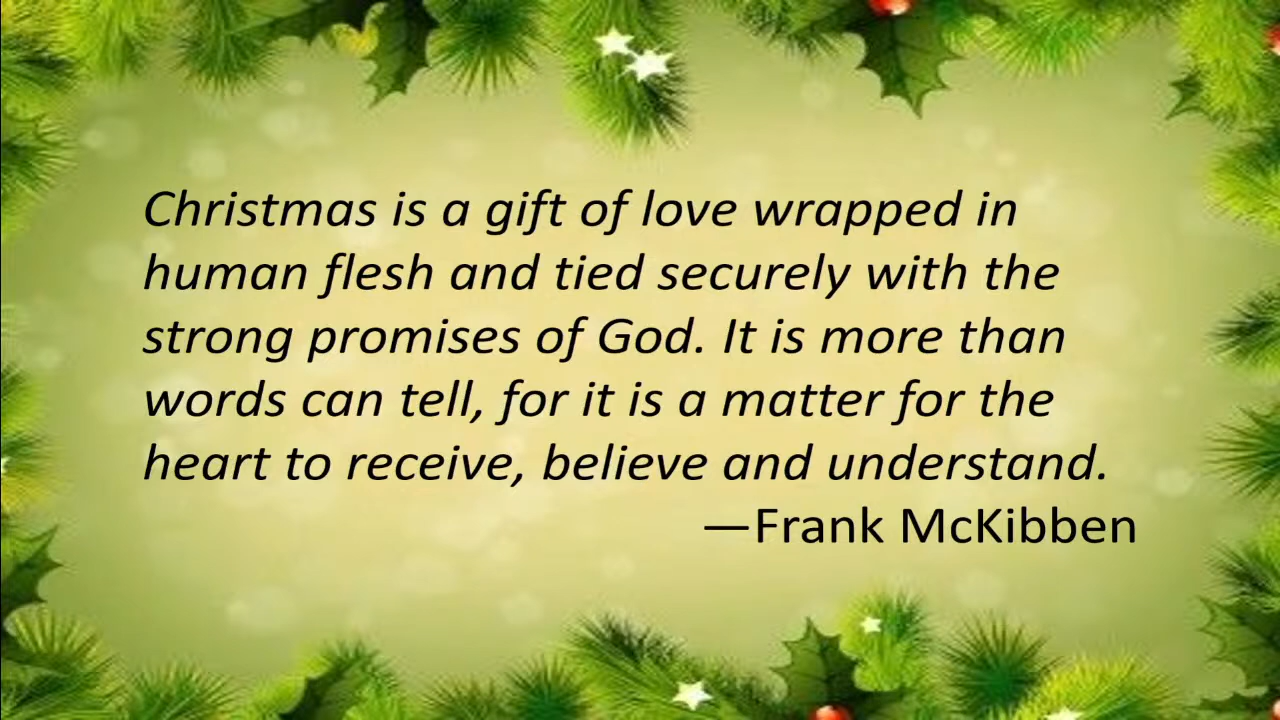 Christmas is a gift of love wrapped in
human flesh and tied securely with the
strong promises of God. It is more than
words can tell, for it is a matter for the
heart to receive, believe and understand.
—Frank McKibben